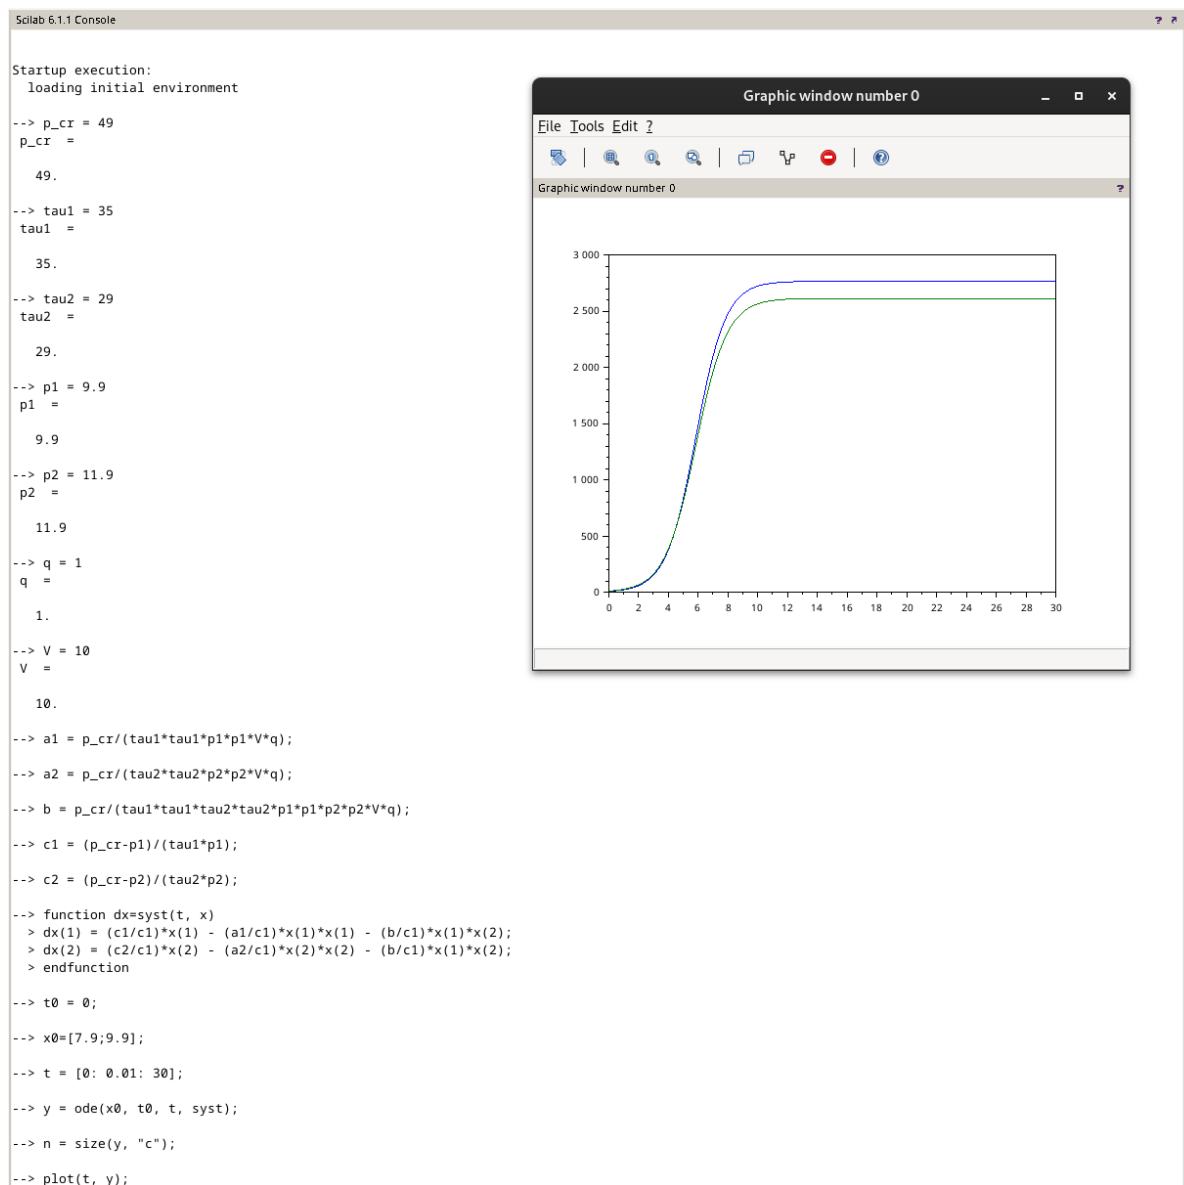 Scilab 6.1.1 Console
? ↗
Startup execution:
loading initial environment
--> p_cr = 49
p_cr  =
49.
--> tau1 = 35
tau1  =
35.
--> tau2 = 29
tau2  =
29.
--> p1 = 9.9
p1  =
9.9
--> p2 = 11.9
p2  =
11.9
--> q = 1
q  =
1.
--> V = 10
V  =
10.
--> a1 = p_cr/(tau1*tau1*p1*p1*V*q);
--> a2 = p_cr/(tau2*tau2*p2*p2*V*q);
--> b = p_cr/(tau1*tau1*tau2*tau2*p1*p1*p2*p2*V*q);
--> c1 = (p_cr-p1)/(tau1*p1);
--> c2 = (p_cr-p2)/(tau2*p2);
--> function dx=syst(t, x)
> dx(1) = (c1/c1)*x(1) - (a1/c1)*x(1)*x(1) - (b/c1)*x(1)*x(2);
> dx(2) = (c2/c1)*x(2) - (a2/c1)*x(2)*x(2) - (b/c1)*x(1)*x(2);
> endfunction
--> t0 = 0;
--> x0=[7.9;9.9];
--> t = [0: 0.01: 30];
--> y = ode(x0, t0, t, syst);
--> n = size(y, "c");
--> plot(t, y);
Graphic window number 0
File Tools Edit ?
Graphic window number 0
?
3 000
2 500
2 000
1 500
1 000
500
0
0 2 4 6 8 10 12 14 16 18 20 22 24 26 28 30